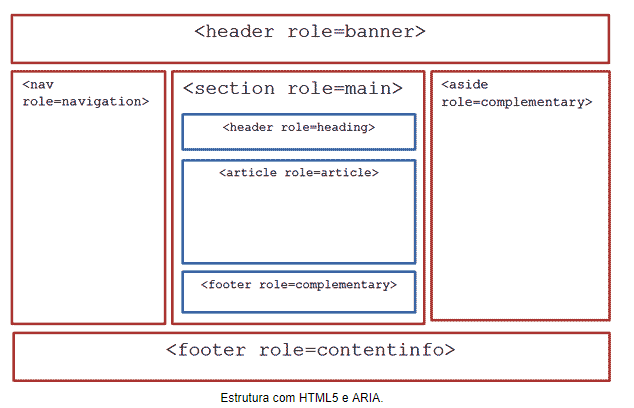 <header role=banner>
<nav
role=navigation>
<section role=main>
<header role=heading>
<article role=article>
<footer role=complementary>
<aside
role=complementary>
<footer role=contentinfo>
Estrutura com HTML5 e ARIA.